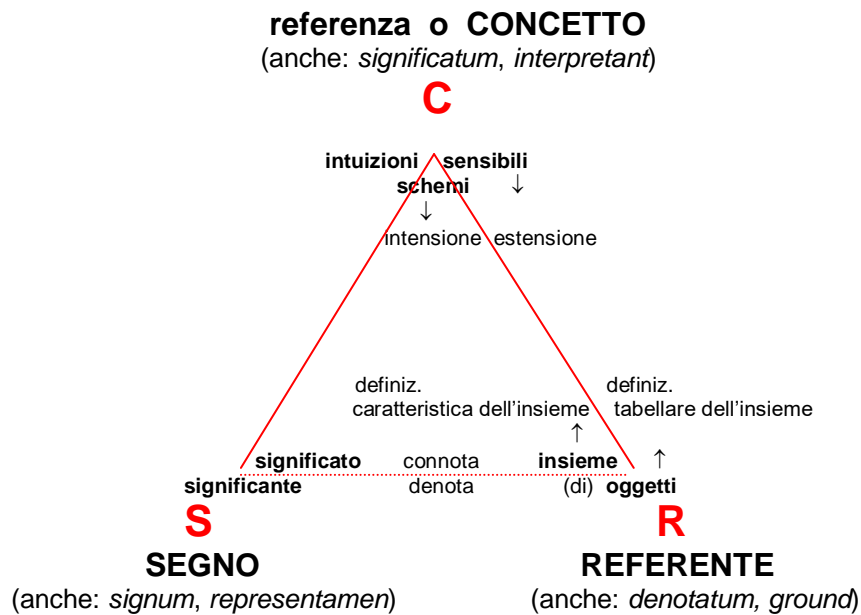 referenza o CONCETTO
(anche: significatum, interpretant)
C
intuizioni sensibili
schemi ↓
↓
intensione estensione
definiz. definiz.
caratteristica dell'insieme tabellare dell'insieme
↑
significato connota insieme ↑
significante denota (di) oggetti
S R
SEGNO REFERENTE
(anche: signum, representamen) (anche: denotatum, ground)